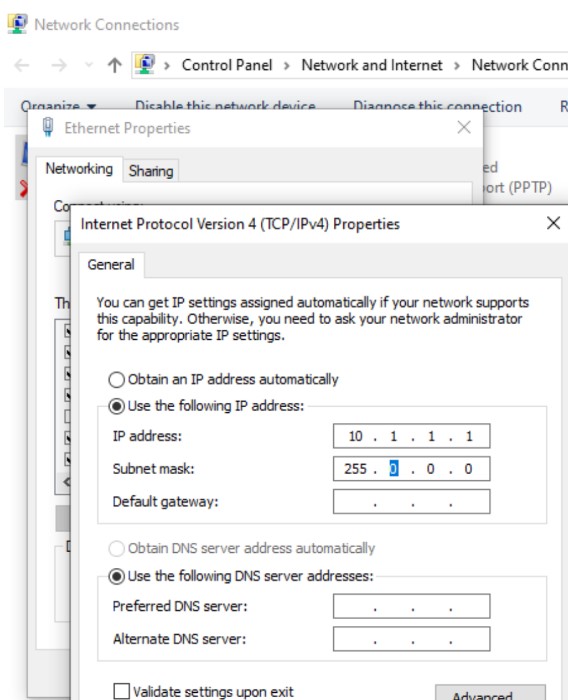 Network Connections
Control Panel > Network and Internet > Network Conn
Organize Disable this network device Diagnose this connection R
Ethernet Properties
Networking Sharing
ed
ort (PPTP)
Internet Protocol Version 4 (TCP/IPv4) Properties
General
Th
You can get IP settings assigned automatically if your network supports
this capability. Otherwise, you need to ask your network administrator
for the appropriate IP settings.
Obtain an IP address automatically
Use the following IP address:
IP address: 10 . 1 . 1 . 1
Subnet mask: 255 . 0 . 0 . 0
Default gateway: . . .
Obtain DNS server address automatically
Use the following DNS server addresses:
Preferred DNS server: . . .
Alternate DNS server: . . .
Validate settings upon exit
Advanced